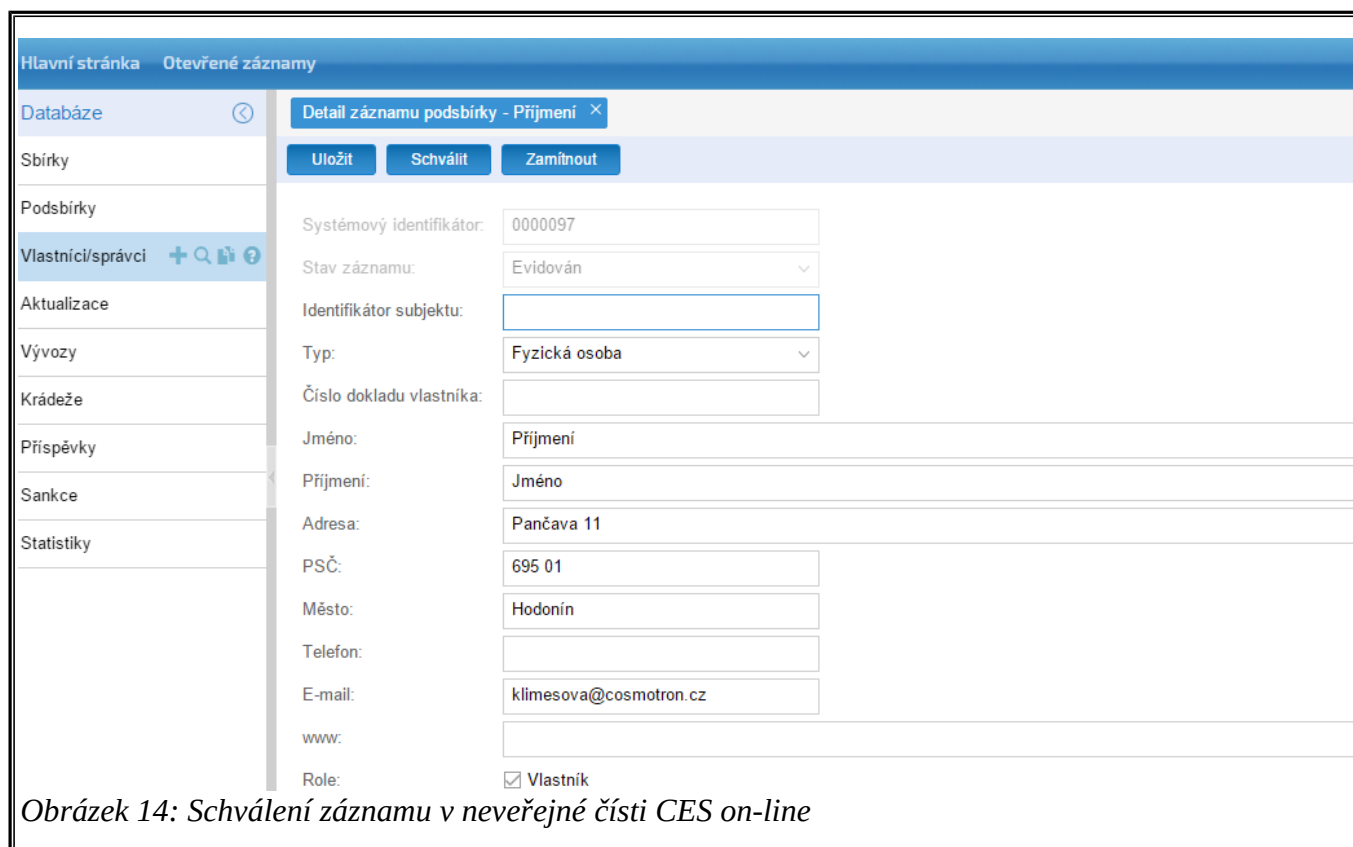 Hlavní stránka Otevřené záznamy
Databáze
Detail záznamu podsbírky - Příjmení ×
Sbírky
Uložit Schválit Zamítnout
Podsbírky
Systémový identifikátor: 0000097
Vlastníci/správci
Stav záznamu: Evidován
Aktualizace
Identifikátor subjektu:
Vývozy
Typ: Fyzická osoba
Krádeže
Číslo dokladu vlastníka:
Příspěvky
Jméno: Příjmení
Sankce
Příjmení: Jméno
Statistiky
Adresa: Pančava 11
PSČ: 695 01
Město: Hodonín
Telefon:
E-mail: klimesova@cosmotron.cz
www:
Role: Vlastník
Obrázek 14: Schválení záznamu v neveřejné čísti CES on-line